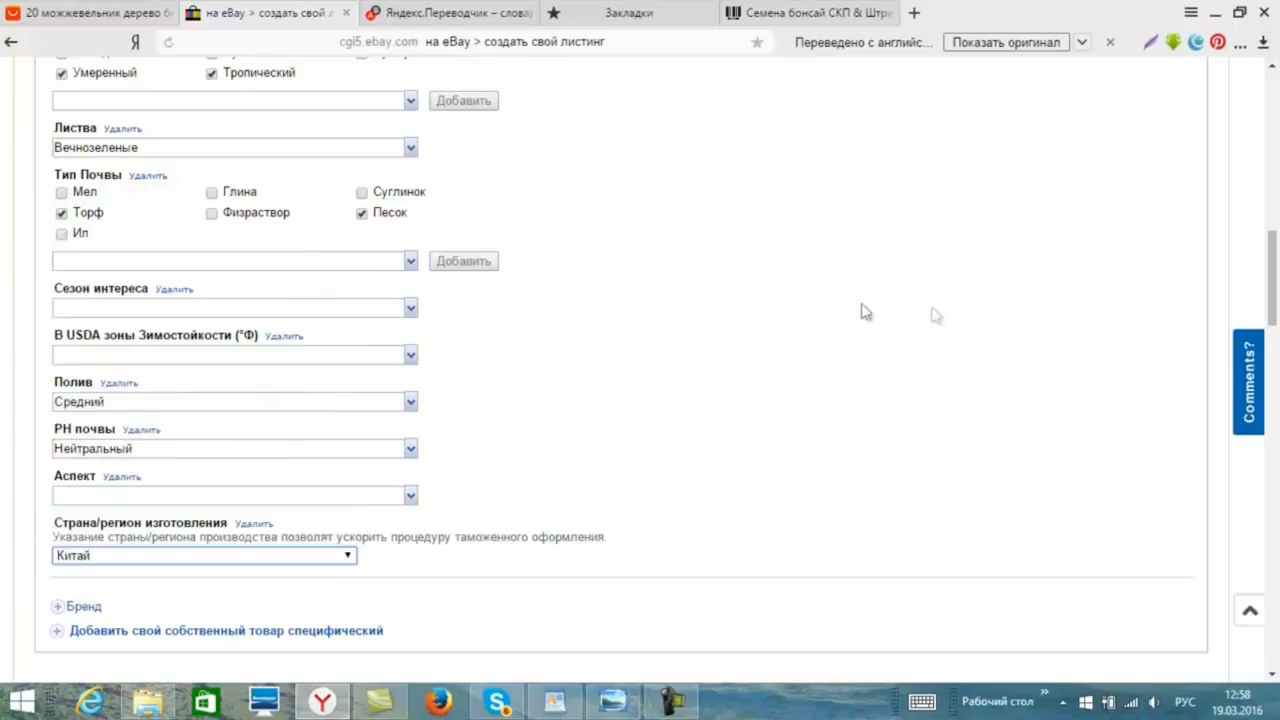 20 можжевельник дерево б
на eBay > создать свой л
Яндекс.Переводчик – слова
Закладки
Семена бонсай СКП & Штри
cgi5.ebay.com на eBay > создать свой листинг
Переведено с английс...
Показать оригинал
Умеренный
Тропический
Добавить
Листва Удалить
Вечнозеленые
Тип Почвы Удалить
Мел Глина Суглинок
Торф Физраствор Песок
Ил
Добавить
Сезон интереса Удалить
В USDA зоны Зимостойкости (°Ф) Удалить
Полив Удалить
Средний
РН почвы Удалить
Нейтральный
Аспект Удалить
Страна/регион изготовления Удалить
Указание страны/региона производства позволят ускорить процедуру таможенного оформления.
Китай
Бренд
Добавить свой собственный товар специфический
Comments?
Рабочий стол
РУС
12:58
19.03.2016